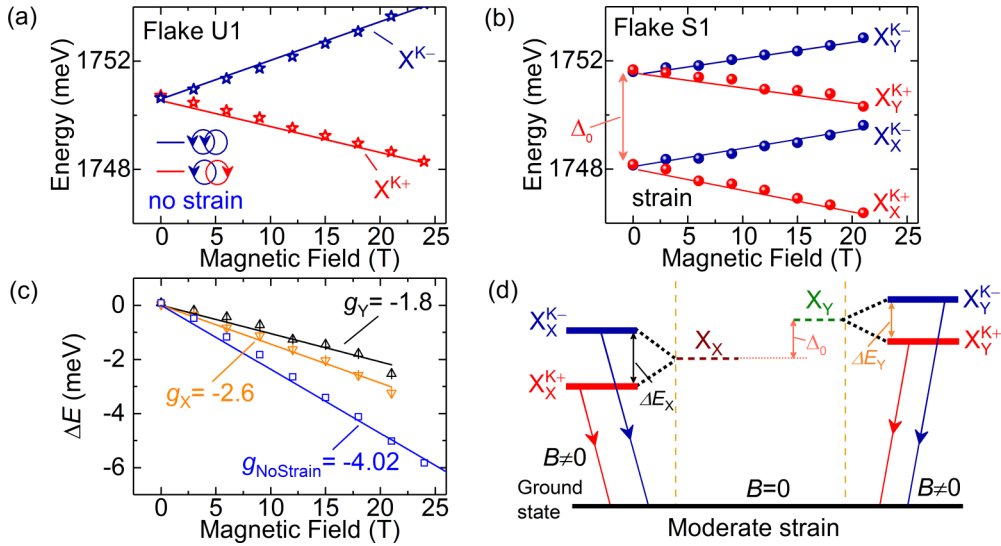 (a)
Flake U1
1752
1748
Energy (meV)
X^{K−}
X^{K+}
no strain
0 5 10 15 20 25
Magnetic Field (T)
(b)
Flake S1
1752
1748
Energy (meV)
Δ₀
X_Y^{K−}
X_Y^{K+}
X_X^{K−}
X_X^{K+}
strain
0 5 10 15 20 25
Magnetic Field (T)
(c)
0
-2
-4
-6
ΔE (meV)
g_Y = -1.8
g_X = -2.6
g_{NoStrain} = -4.02
0 5 10 15 20 25
Magnetic Field (T)
(d)
X_X^{K−}
X_X^{K+}
ΔE_X
X_X
X_Y
Δ₀
X_Y^{K−}
X_Y^{K+}
ΔE_Y
B≠0
B=0
B≠0
Ground
state
Moderate strain